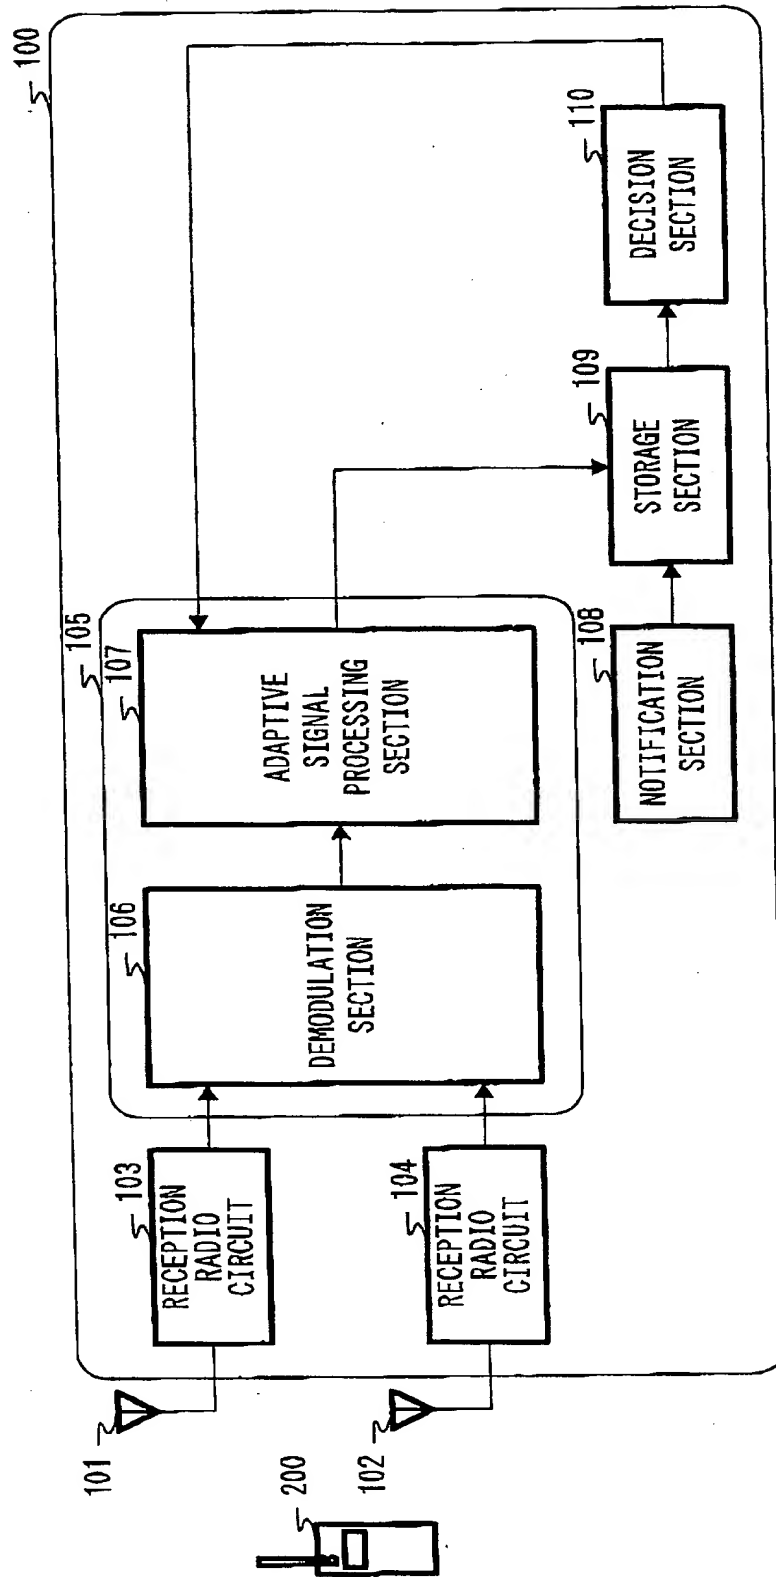 100
105
107
106
ADAPTIVE
SIGNAL
PROCESSING
SECTION
DEMODULATION
SECTION
101
103
RECEPTION
RADIO
CIRCUIT
200
102
104
RECEPTION
RADIO
CIRCUIT
108
NOTIFICATION
SECTION
109
STORAGE
SECTION
110
DECISION
SECTION